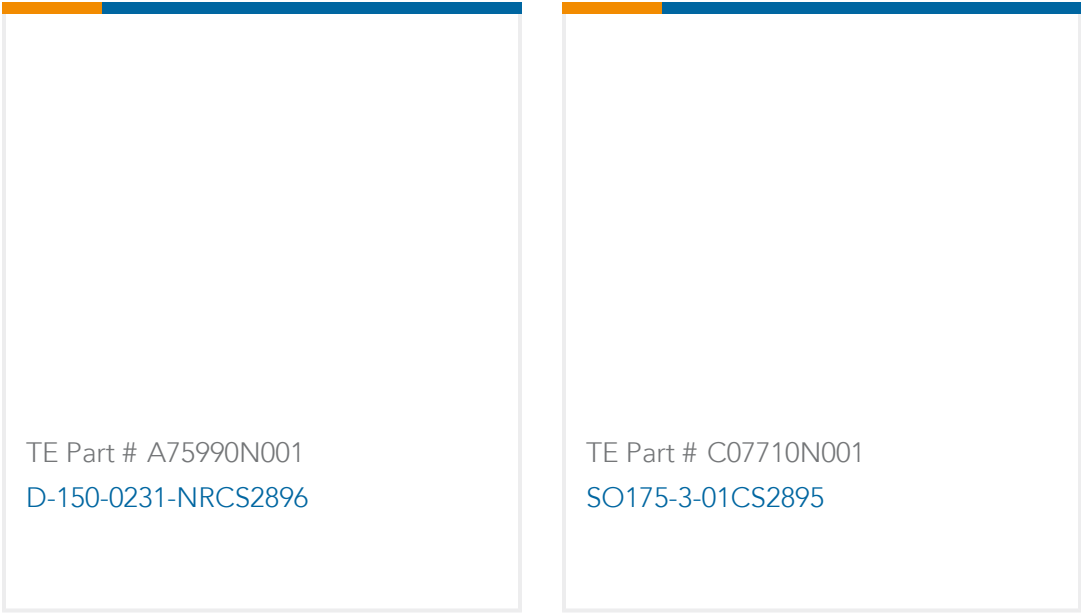 TE Part # A75990N001
D-150-0231-NRCS2896
TE Part # C07710N001
SO175-3-01CS2895